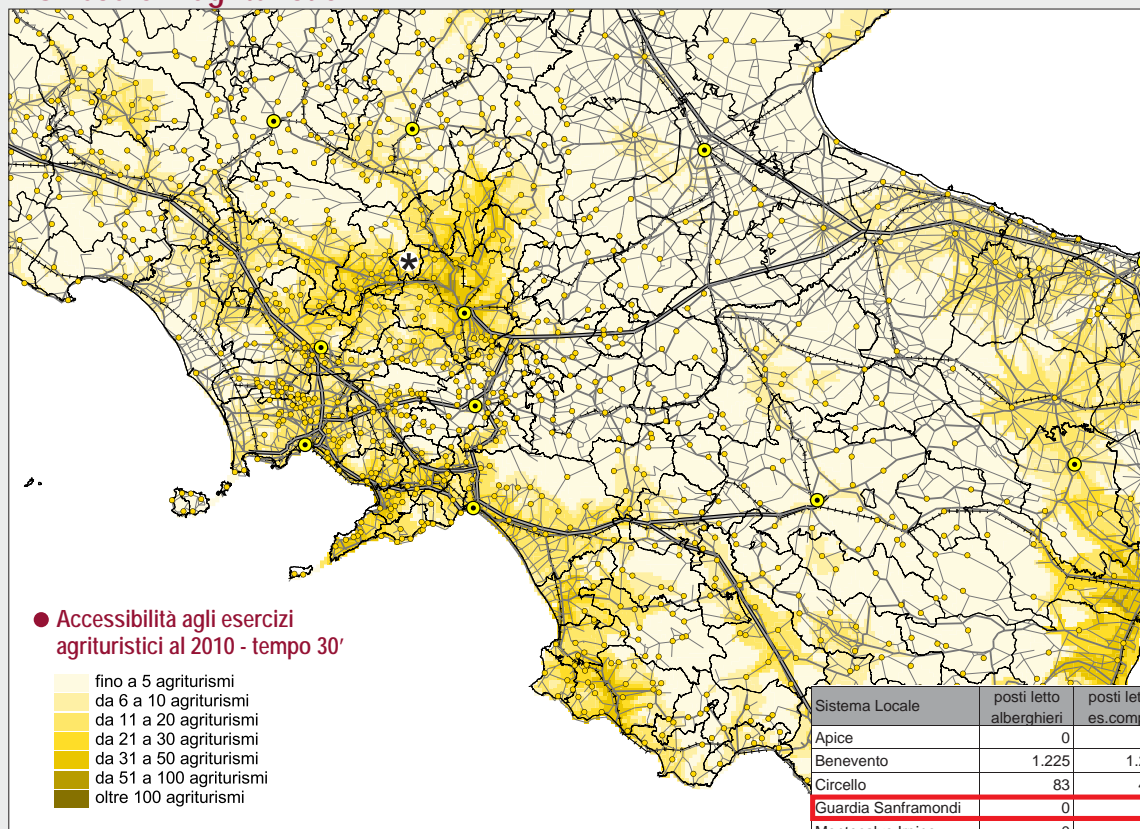 ● Accessibilità agli esercizi
agrituristici al 2010 - tempo 30'
fino a 5 agriturismi
da 6 a 10 agriturismi
da 11 a 20 agriturismi
da 21 a 30 agriturismi
da 31 a 50 agriturismi
da 51 a 100 agriturismi
oltre 100 agriturismi
Sistema Locale posti letto
alberghieri es.comp
Apice 0
Benevento 1.225
Circello 83
Guardia Sanframondi 0